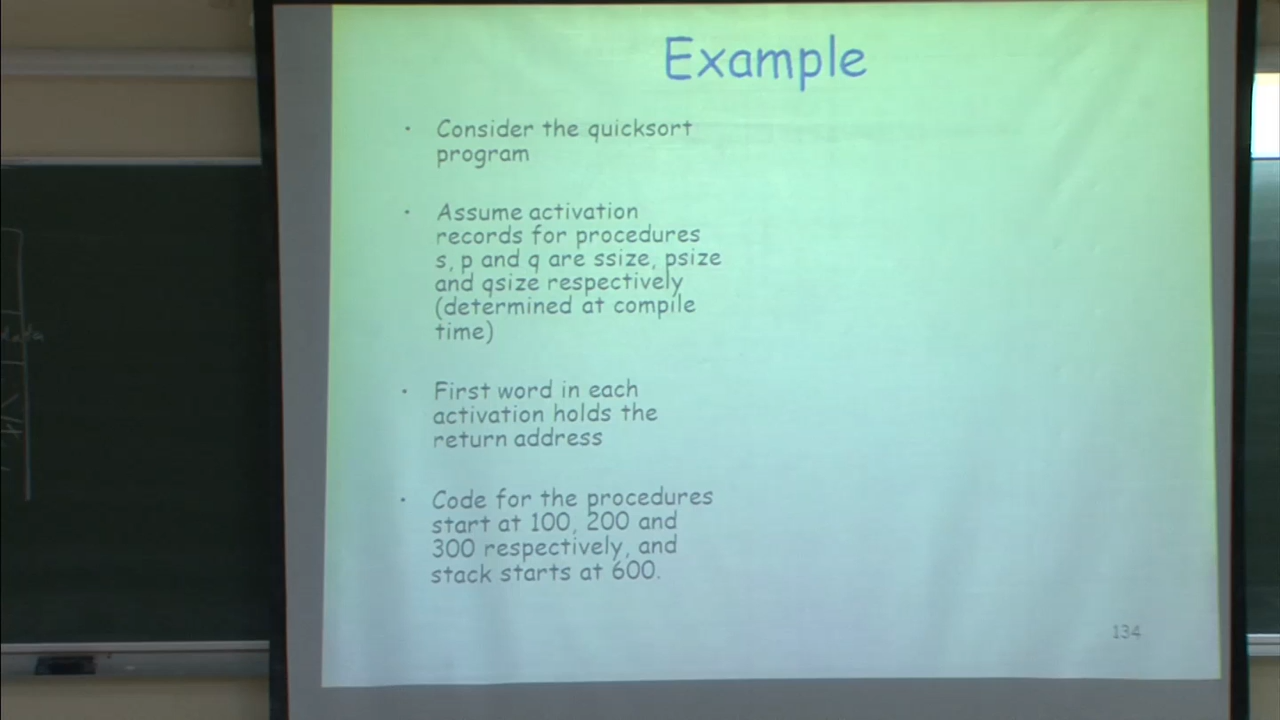 Example
· Consider the quicksort
program
· Assume activation
records for procedures
s, p and q are ssize, psize
and qsize respectively
(determined at compile
time)
· First word in each
activation holds the
return address
· Code for the procedures
start at 100, 200 and
300 respectively, and
stack starts at 600.
134
data